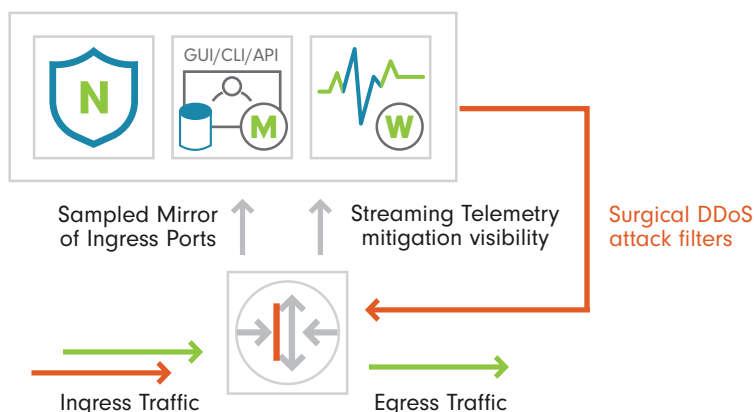 GUI/CLI/API
N
M
W
Sampled Mirror
of Ingress Ports
Streaming Telemetry
mitigation visibility
Surgical DDoS
attack filters
Ingress Traffic
Egress Traffic